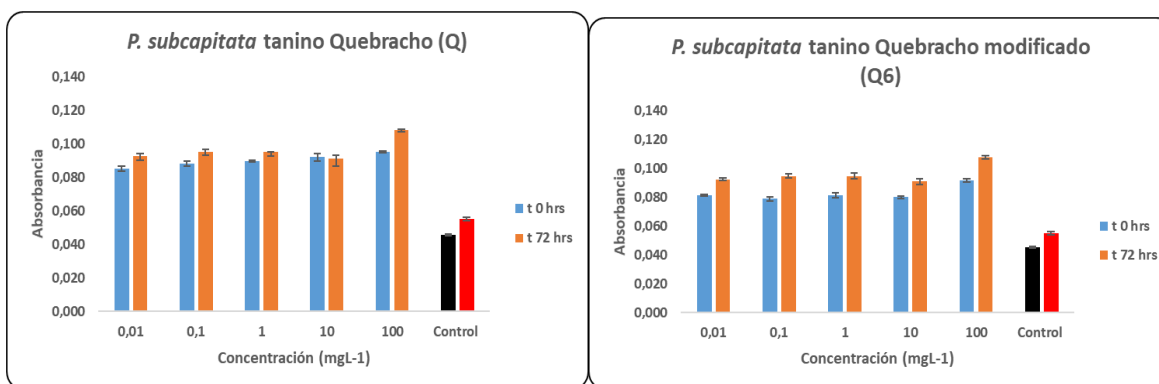 P. subcapitata tanino Quebracho (Q)
0,140
0,120
0,100
0,080
0,060
0,040
0,020
0,000
Absorbancia
0,01 0,1 1 10 100 Control
Concentración (mgL-1)
t 0 hrs
t 72 hrs
P. subcapitata tanino Quebracho modificado
(Q6)
0,140
0,120
0,100
0,080
0,060
0,040
0,020
0,000
Absorbancia
0,01 0,1 1 10 100 Control
Concentración (mgL-1)
t 0 hrs
t 72 hrs